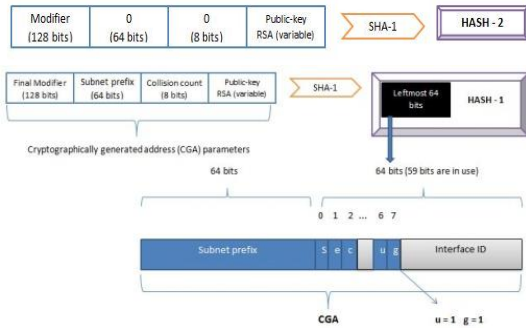 Modifier (128 bits)
0 (64 bits)
0 (8 bits)
Public-key RSA (variable)
SHA-1
HASH - 2
Final Modifier (128 bits)
Subnet prefix (64 bits)
Collision count (8 bits)
Public-key RSA (variable)
SHA-1
Leftmost 64 bits
HASH - 1
Cryptographically generated address (CGA) parameters
64 bits
64 bits (59 bits are in use)
0 1 2 ... 6 7
Subnet prefix
S e c u g
Interface ID
CGA
u = 1 g = 1